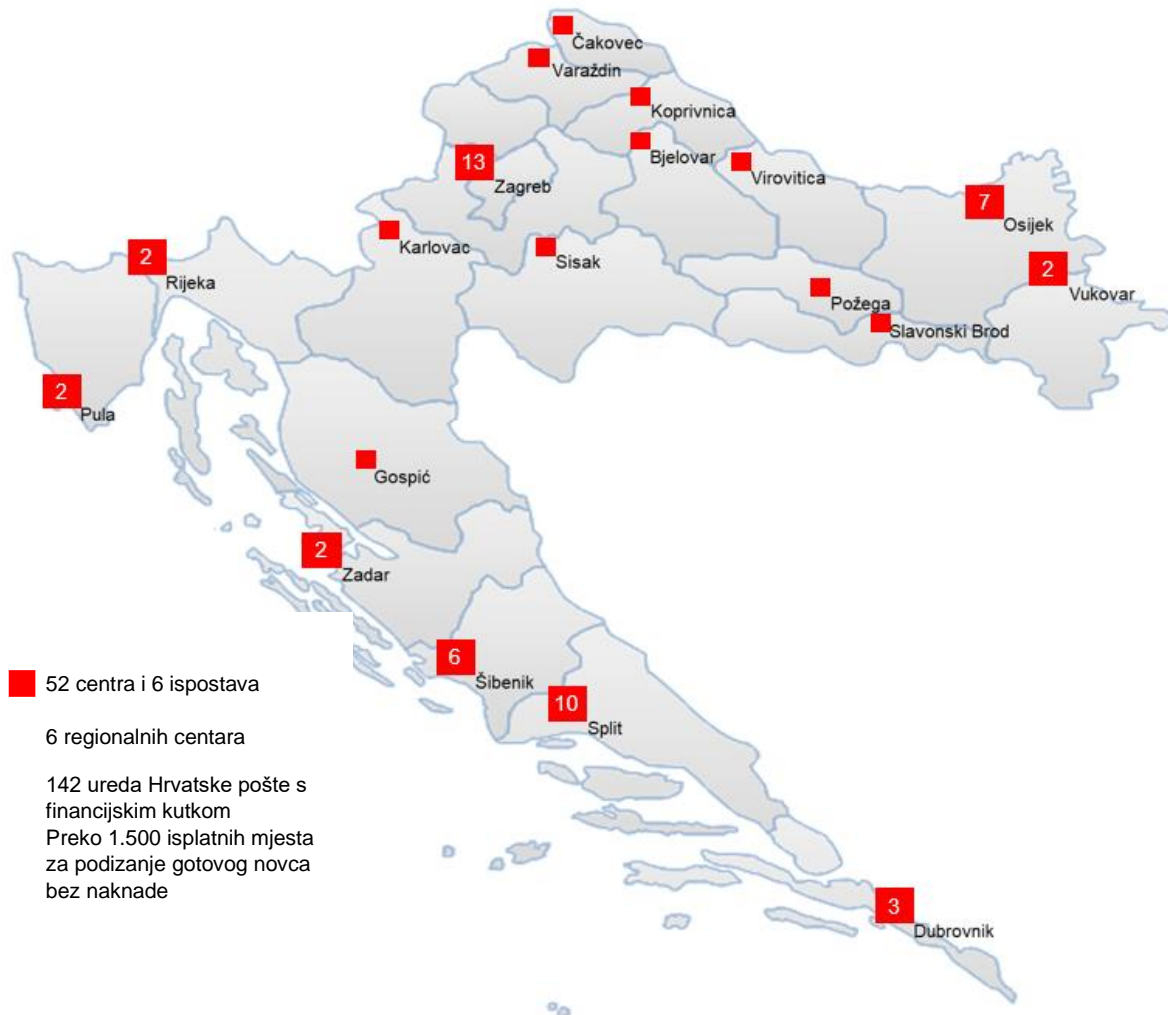 Čakovec
Varaždin
Koprivnica
13
Zagreb
Bjelovar
Virovitica
7
Osijek
Karlovac
Sisak
2
Rijeka
2
Vukovar
Požega
Slavonski Brod
2
Pula
Gospić
2
Zadar
6
Šibenik
10
Split
3
Dubrovnik
52 centra i 6 ispostava
6 regionalnih centara
142 ureda Hrvatske pošte s
financijskim kutkom
Preko 1.500 isplatnih mjesta
za podizanje gotovog novca
bez naknade